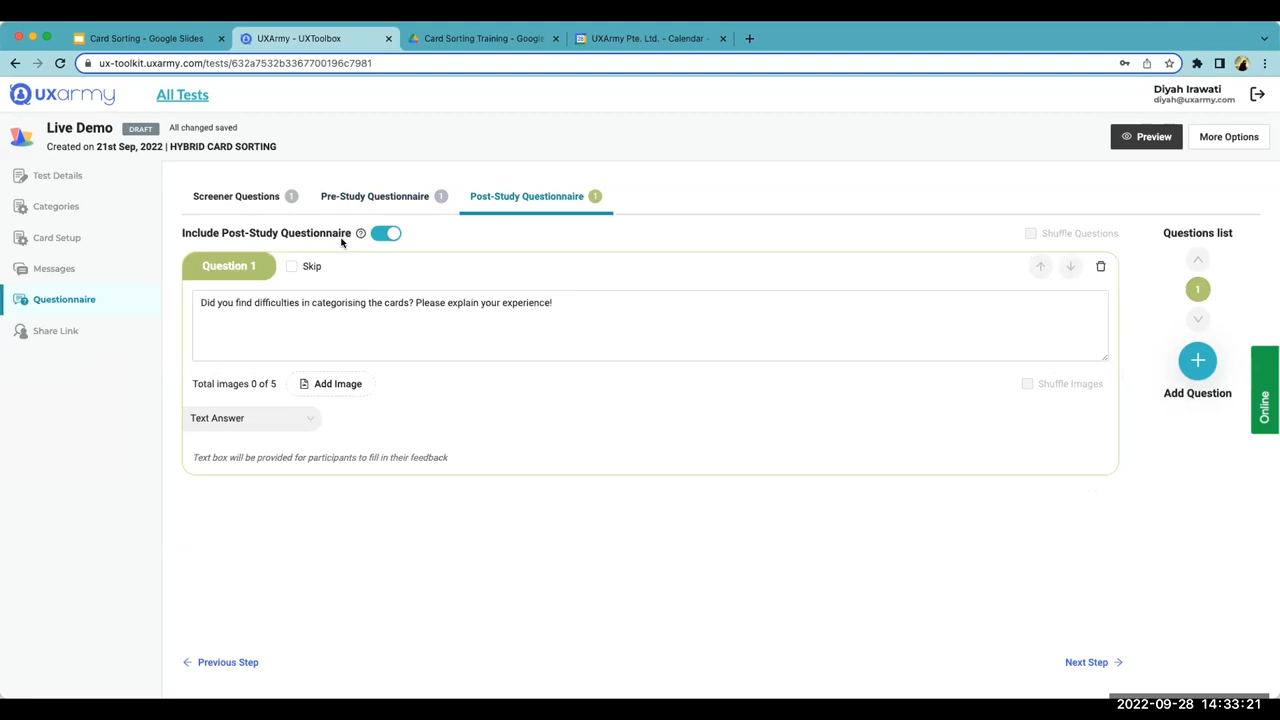 Card Sorting - Google Slides
UXArmy - UXToolbox
Card Sorting Training - Google
UXArmy Pte. Ltd. - Calendar -
ux-toolkit.uxarmy.com/tests/632a7532b3367700196c7981
uxarmy
All Tests
Diyah Irawati
diyah@uxarmy.com
Live Demo DRAFT All changed saved
Created on 21st Sep, 2022 | HYBRID CARD SORTING
Preview
More Options
Test Details
Categories
Card Setup
Messages
Questionnaire
Share Link
Screener Questions 1
Pre-Study Questionnaire 1
Post-Study Questionnaire 1
Include Post-Study Questionnaire ?
Shuffle Questions
Question 1
Skip
Did you find difficulties in categorising the cards? Please explain your experience!
Total images 0 of 5
Add Image
Shuffle Images
Text Answer
Text box will be provided for participants to fill in their feedback
Questions list
1
Add Question
Online
Previous Step
Next Step
2022-09-28 14:33:21